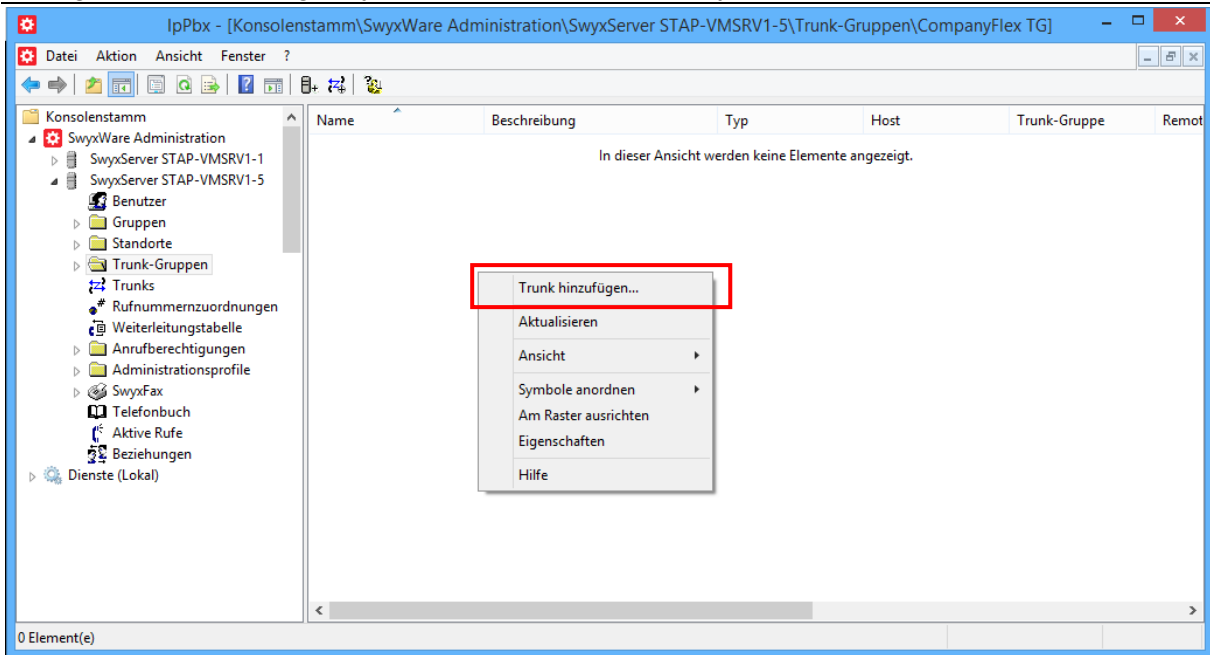 IpPbx - [Konsolenstamm\SwyxWare Administration\SwyxServer STAP-VMSRV1-5\Trunk-Gruppen\CompanyFlex TG]
Datei Aktion Ansicht Fenster ?
Konsolenstamm
SwyxWare Administration
SwyxServer STAP-VMSRV1-1
SwyxServer STAP-VMSRV1-5
Benutzer
Gruppen
Standorte
Trunk-Gruppen
Trunks
Rufnummernzuordnungen
Weiterleitungstabelle
Anrufberechtigungen
Administrationsprofile
SwyxFax
Telefonbuch
Aktive Rufe
Beziehungen
Dienste (Lokal)
Name Beschreibung Typ Host Trunk-Gruppe Remot
In dieser Ansicht werden keine Elemente angezeigt.
Trunk hinzufügen...
Aktualisieren
Ansicht
Symbole anordnen
Am Raster ausrichten
Eigenschaften
Hilfe
0 Element(e)